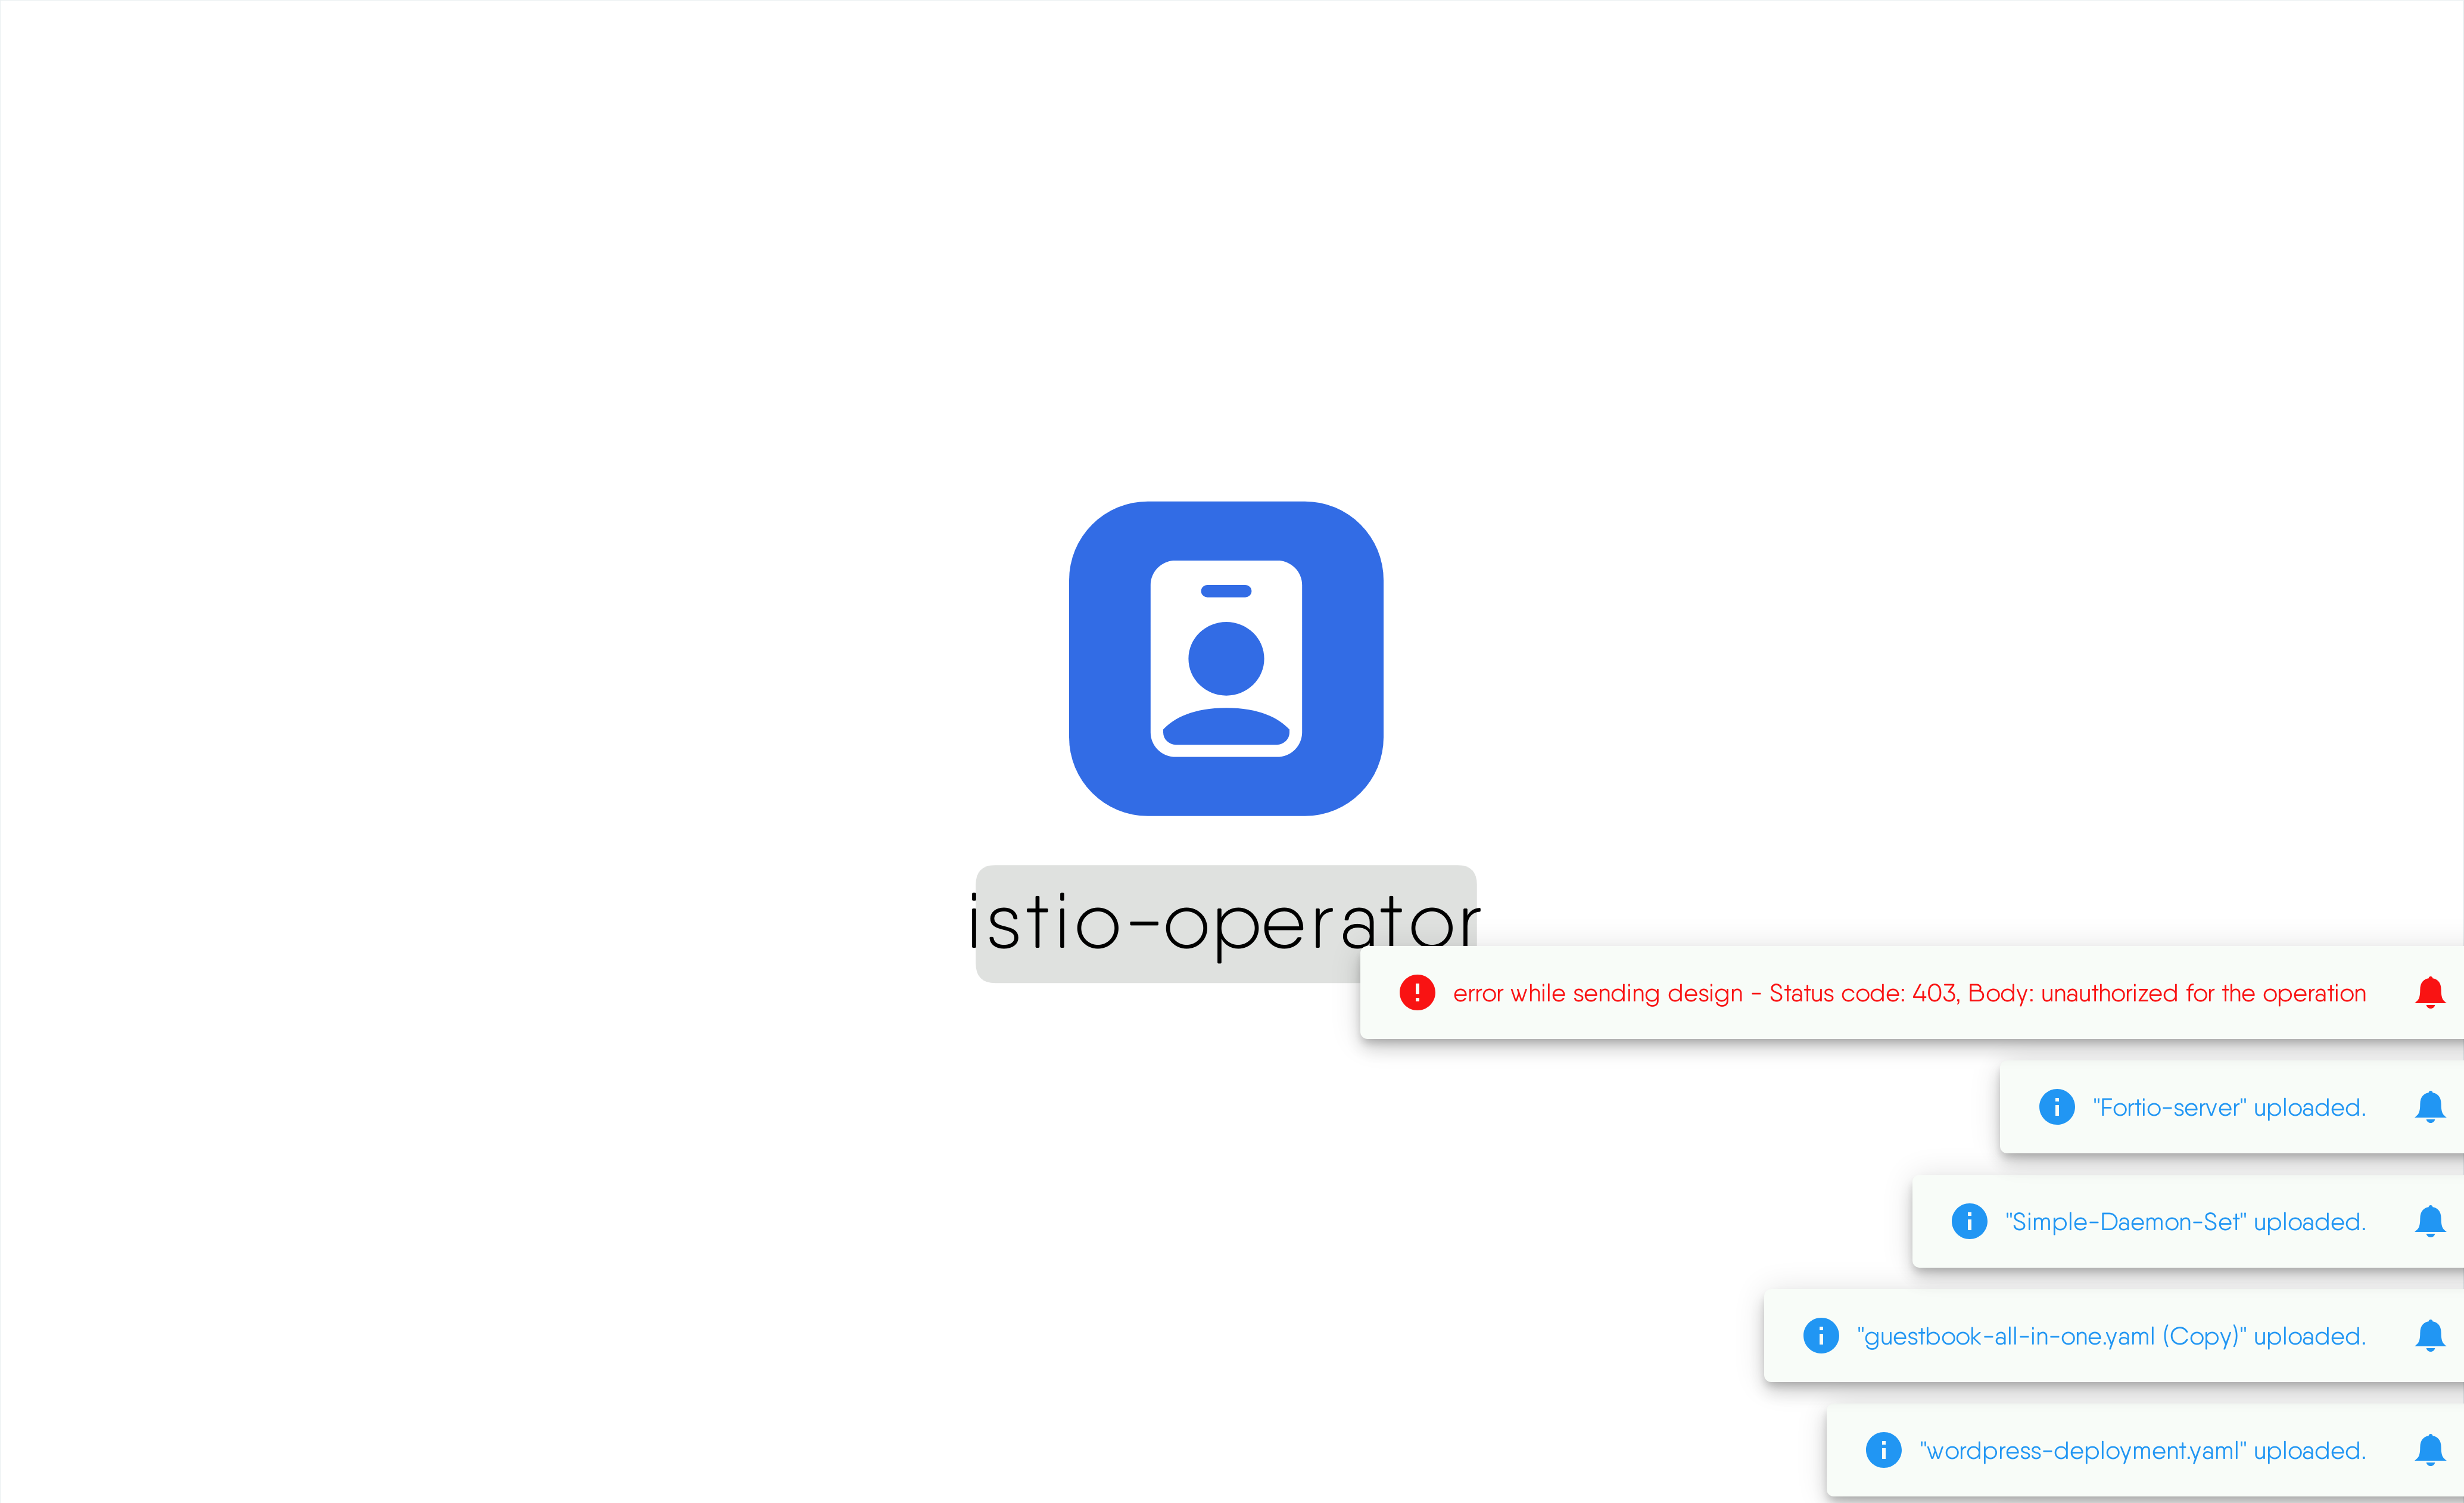 istio-operator
error while sending design - Status code: 403, Body: unauthorized for the operation
"Fortio-server" uploaded.
"Simple-Daemon-Set" uploaded.
"guestbook-all-in-one.yaml (Copy)" uploaded.
"wordpress-deployment.yaml" uploaded.